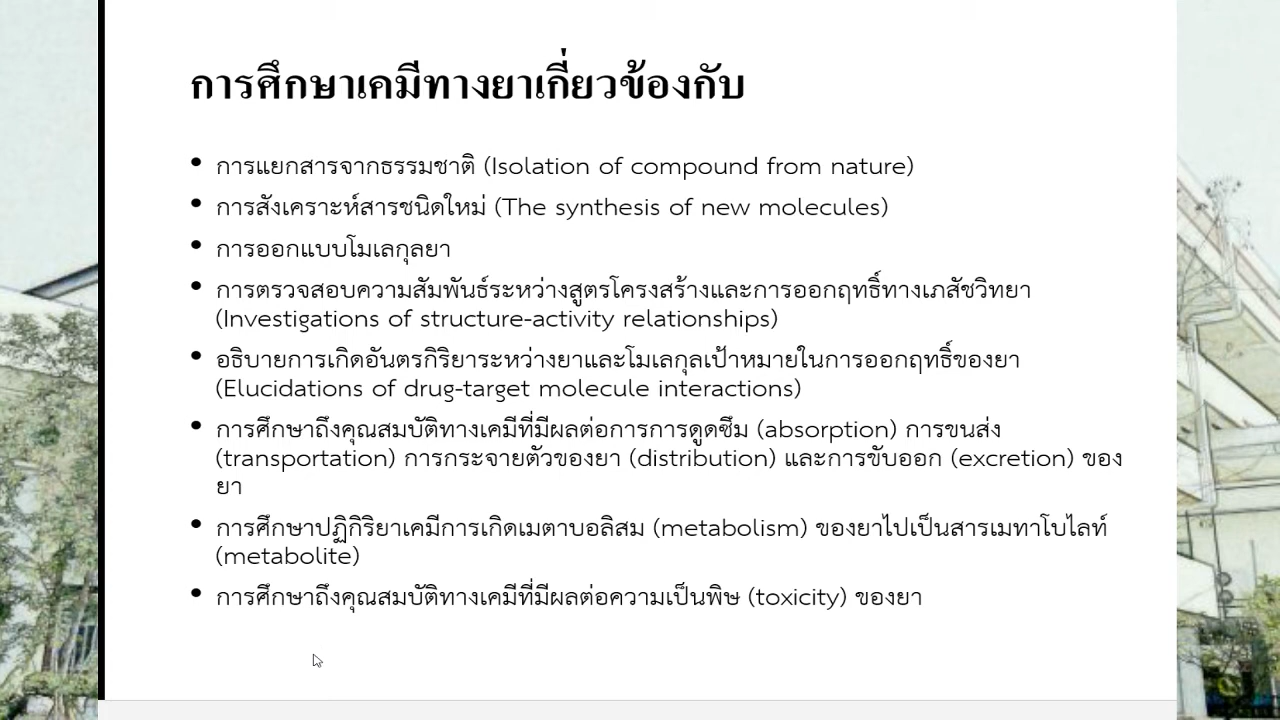 การศึกษาเคมีทางยาเกี่ยวข้องกับ
• การแยกสารจากธรรมชาติ (Isolation of compound from nature)
• การสังเคราะห์สารชนิดใหม่ (The synthesis of new molecules)
• การออกแบบโมเลกุลยา
• การตรวจสอบความสัมพันธ์ระหว่างสูตรโครงสร้างและการออกฤทธิ์ทางเภสัชวิทยา
(Investigations of structure-activity relationships)
• อธิบายการเกิดอันตรกิริยาระหว่างยาและโมเลกุลเป้าหมายในการออกฤทธิ์ของยา
(Elucidations of drug-target molecule interactions)
• การศึกษาถึงคุณสมบัติทางเคมีที่มีผลต่อการการดูดซึม (absorption) การขนส่ง
(transportation) การกระจายตัวของยา (distribution) และการขับออก (excretion) ของ
ยา
• การศึกษาปฏิกิริยาเคมีการเกิดเมตาบอลิสม (metabolism) ของยาไปเป็นสารเมทาโบไลท์
(metabolite)
• การศึกษาถึงคุณสมบัติทางเคมีที่มีผลต่อความเป็นพิษ (toxicity) ของยา